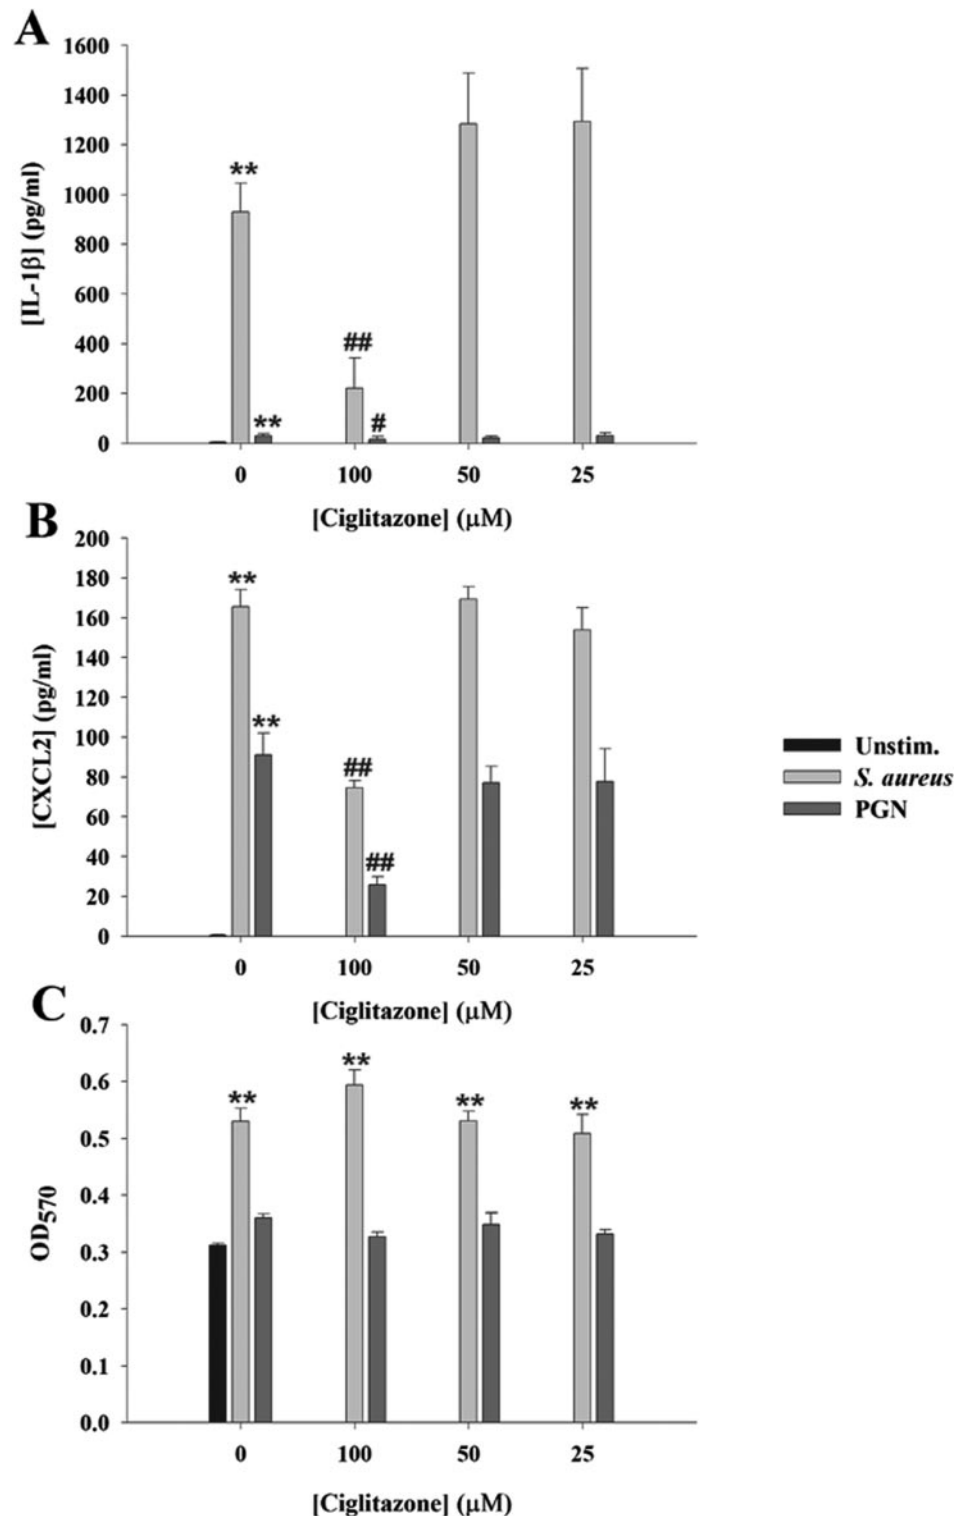 A
1600
1400
1200
1000
800
600
400
200
0
[IL-1β] (pg/ml)
**
**
##
#
0 100 50 25
[Ciglitazone] (μM)
B
200
180
160
140
120
100
80
60
40
20
0
[CXCL2] (pg/ml)
**
**
##
##
0 100 50 25
[Ciglitazone] (μM)
Unstim.
S. aureus
PGN
C
0.7
0.6
0.5
0.4
0.3
0.2
0.1
0.0
OD570
**
**
**
**
0 100 50 25
[Ciglitazone] (μM)